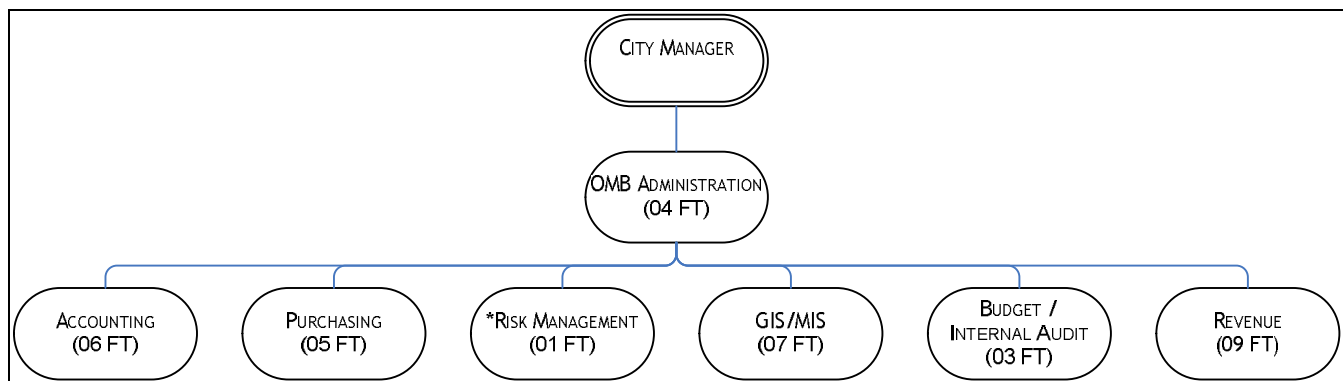 CITY MANAGER
OMB ADMINISTRATION
(04 FT)
ACCOUNTING
(06 FT)
PURCHASING
(05 FT)
*RISK MANAGEMENT
(01 FT)
GIS/MIS
(07 FT)
BUDGET /
INTERNAL AUDIT
(03 FT)
REVENUE
(09 FT)